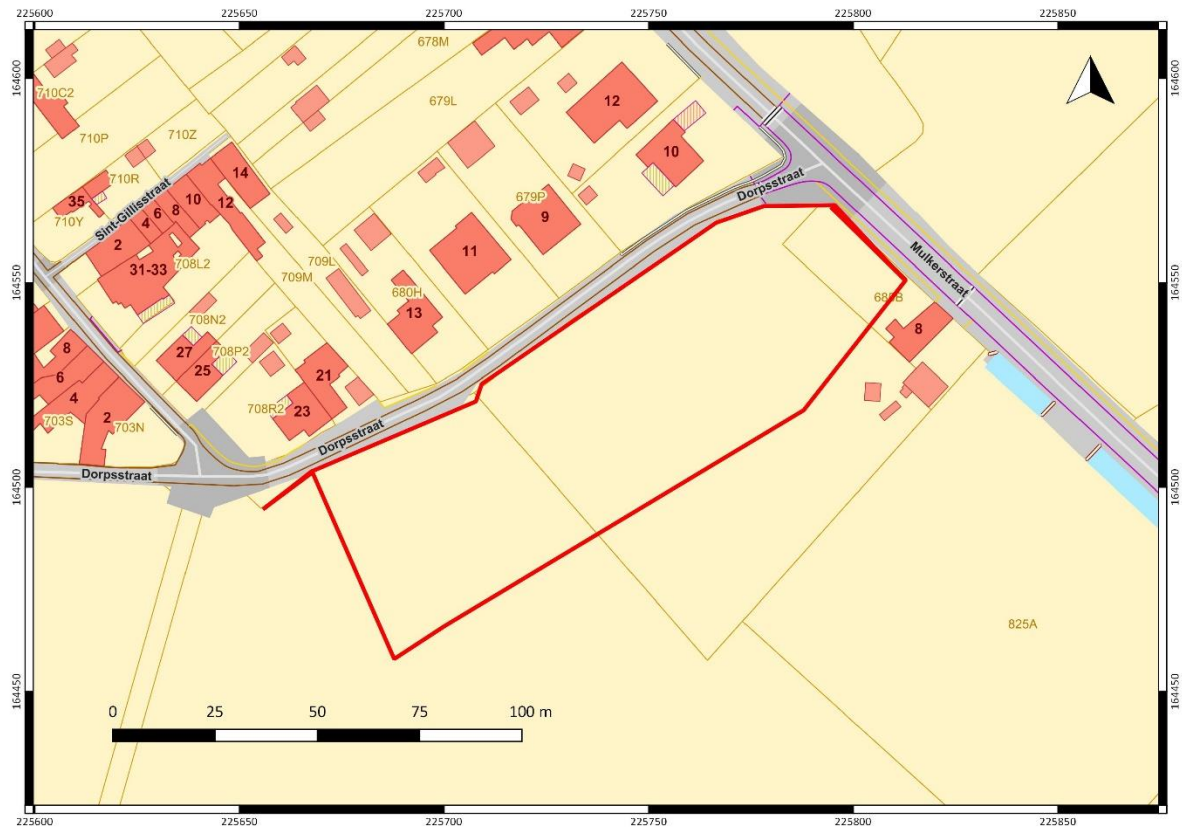 225600 225650 225700 225750 225800 225850
164600
164600
678M
710C2
679L
12
710P
710Z
10
14
710R
679P
Dorpsstraat
35
10
12
9
710Y
8
6
4
Sint-Gillisstraat
2
11
31-33
708L2
709L
709M
Mulkerstraat
164550
164550
680H
685B
13
708N2
8
8
27
708P2
25
21
6
4
708R2
23
2
703S
703N
Dorpsstraat
Dorpsstraat
164500
164500
825A
164450
164450
0 25 50 75 100 m
225600 225650 225700 225750 225800 225850